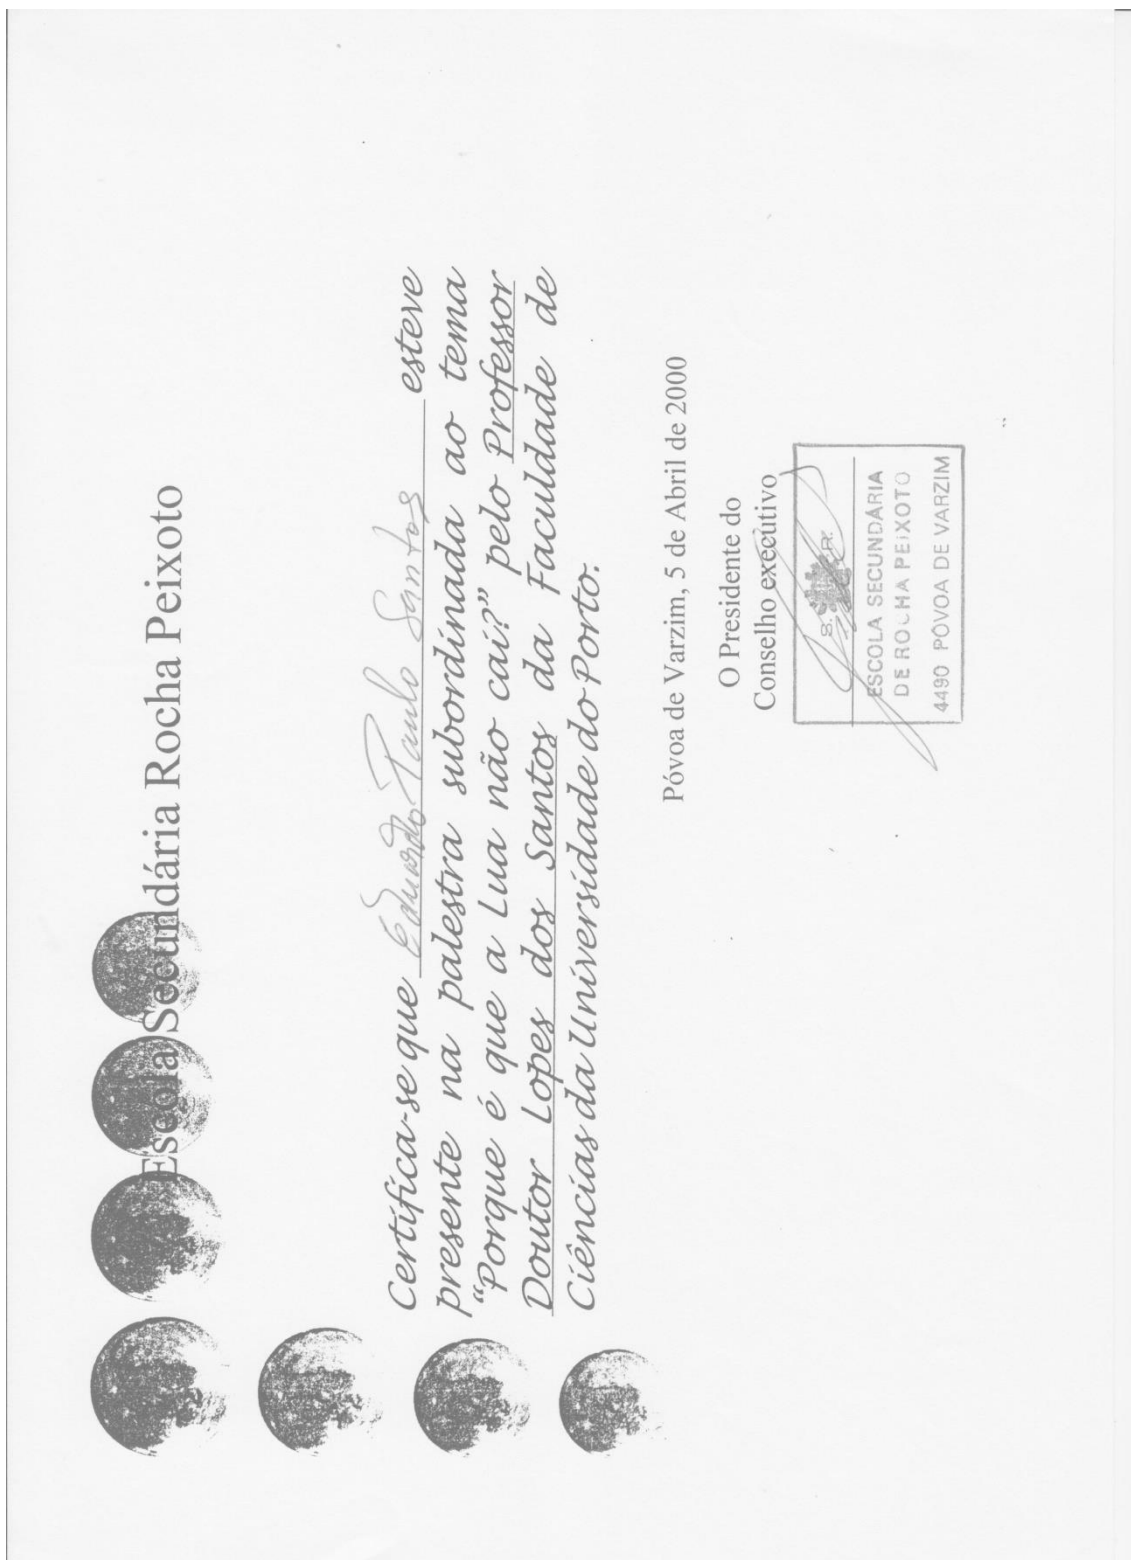 Escola Secundária Rocha Peixoto
Certifica-se que Eduardo Paulo Santos esteve
presente na palestra subordinada ao tema
“Porque é que a Lua não cai?” pelo Professor
Doutor Lopes dos Santos da Faculdade de
Ciências da Universidade do Porto.
Póvoa de Varzim, 5 de Abril de 2000
O Presidente do
Conselho executivo
S. R.
ESCOLA SECUNDÁRIA
DE ROCHA PEIXOTO
4490 PÓVOA DE VARZIM